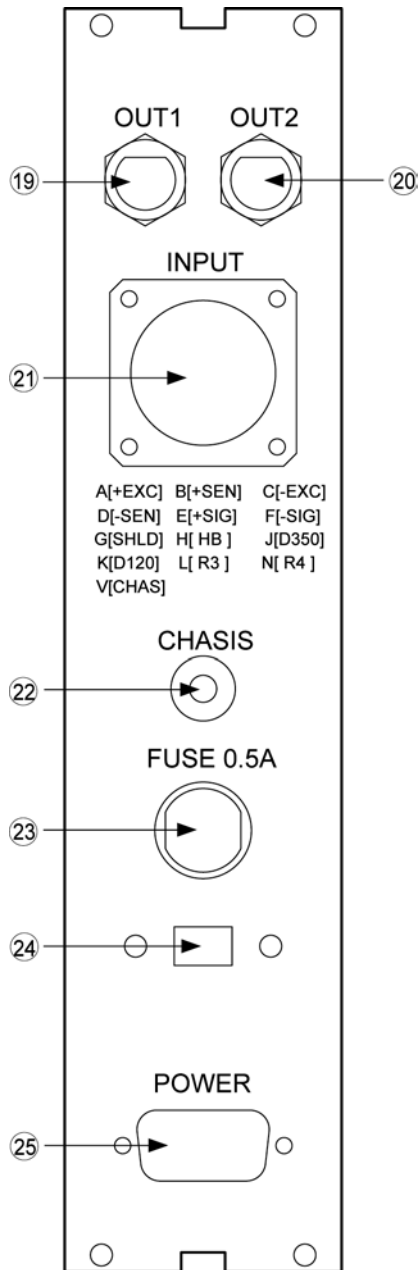 OUT1 OUT2
19 20
INPUT
21
A[+EXC] B[+SEN] C[-EXC]
D[-SEN] E[+SIG] F[-SIG]
G[SHLD] H[ HB ] J[D350]
K[D120] L[ R3 ] N[ R4 ]
V[CHAS]
CHASIS
22
FUSE 0.5A
23
24
POWER
25